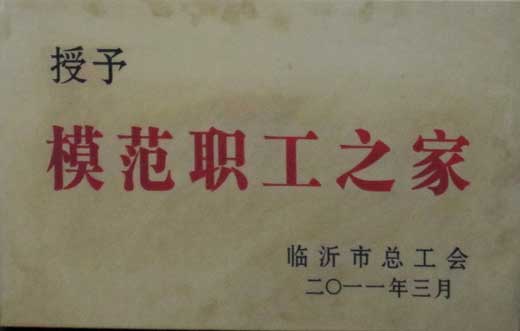 授予
模范职工之家
临沂市总工会
二〇一一年三月